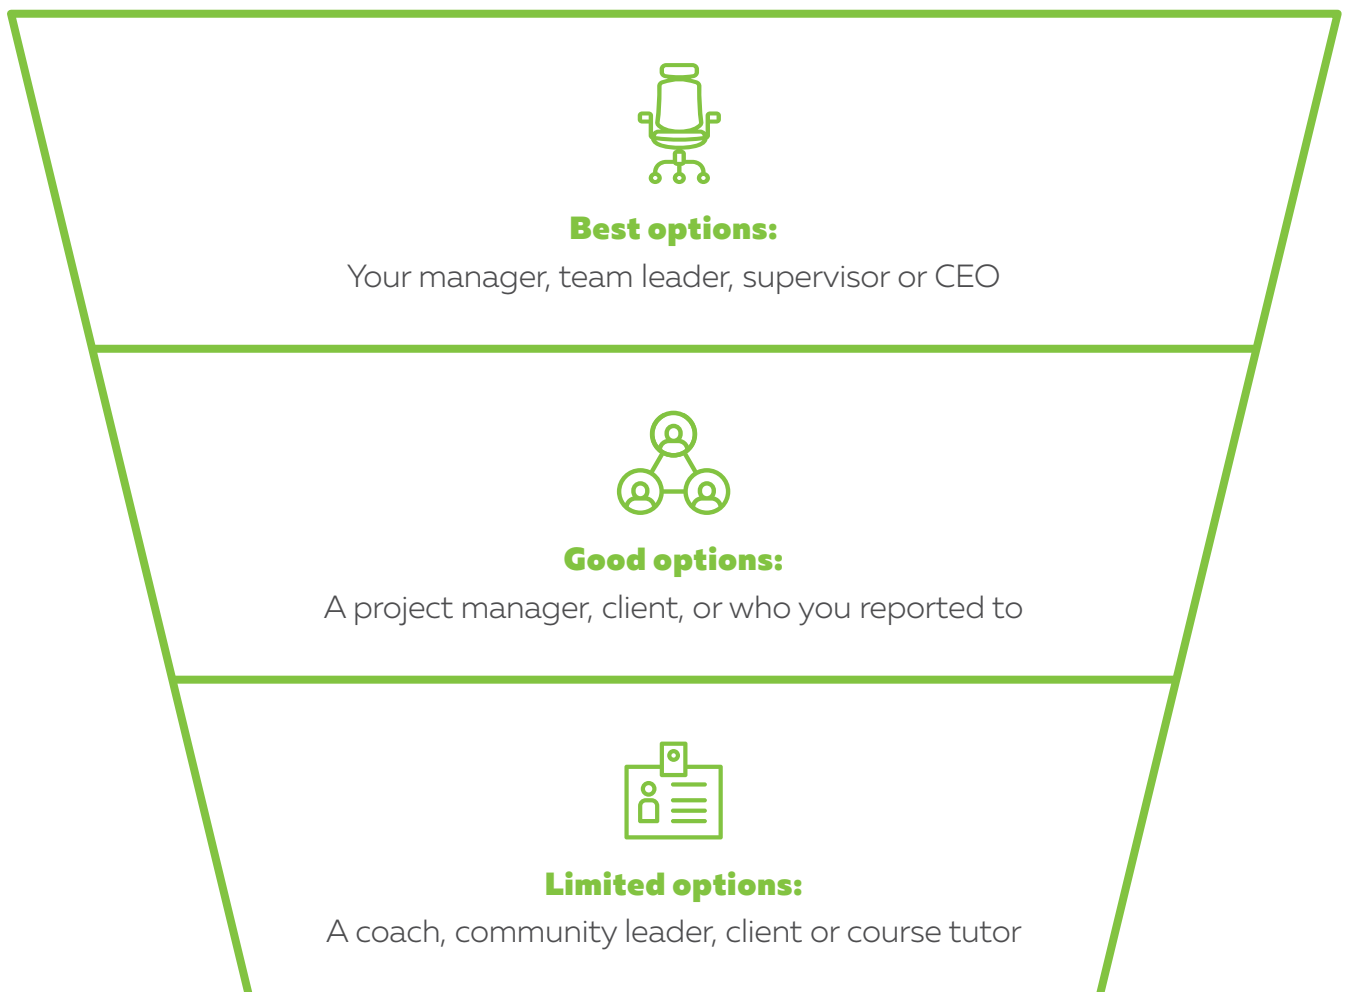 Best options:
Your manager, team leader, supervisor or CEO
Good options:
A project manager, client, or who you reported to
Limited options:
A coach, community leader, client or course tutor